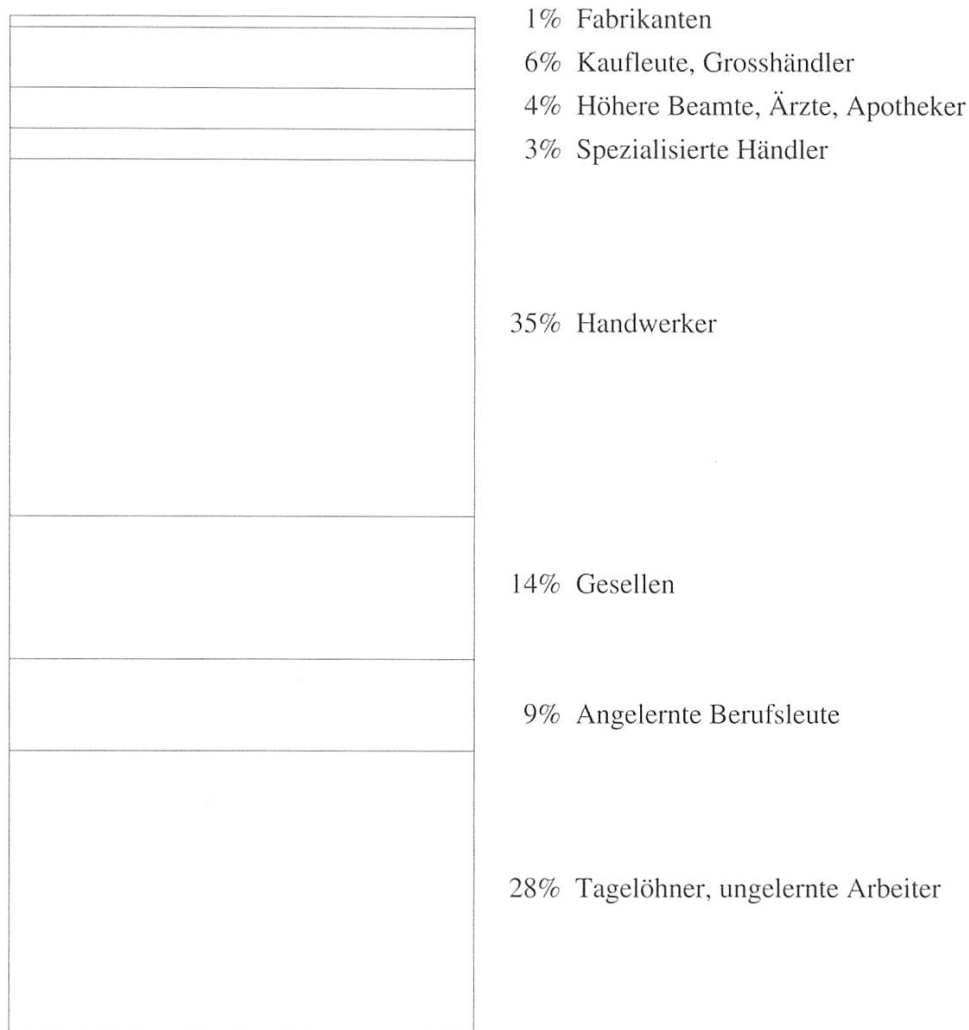 1% Fabrikanten
6% Kaufleute, Grosshändler
4% Höhere Beamte, Ärzte, Apotheker
3% Spezialisierte Händler
35% Handwerker
14% Gesellen
9% Angelernte Berufsleute
28% Tagelöhner, ungelernte Arbeiter